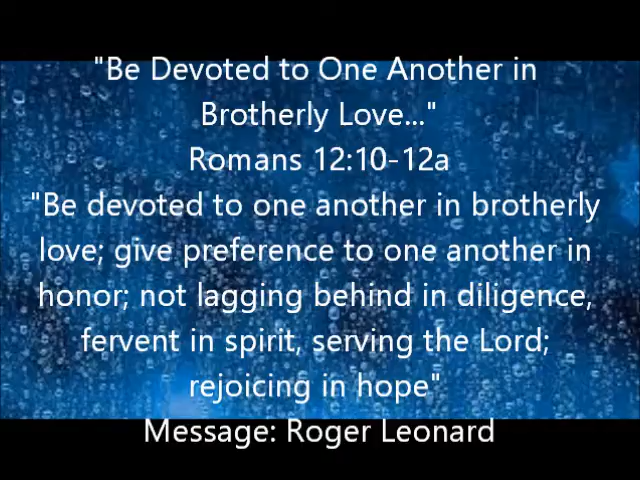 "Be Devoted to One Another in
Brotherly Love..."
Romans 12:10-12a
"Be devoted to one another in brotherly
love; give preference to one another in
honor; not lagging behind in diligence,
fervent in spirit, serving the Lord;
rejoicing in hope"
Message: Roger Leonard